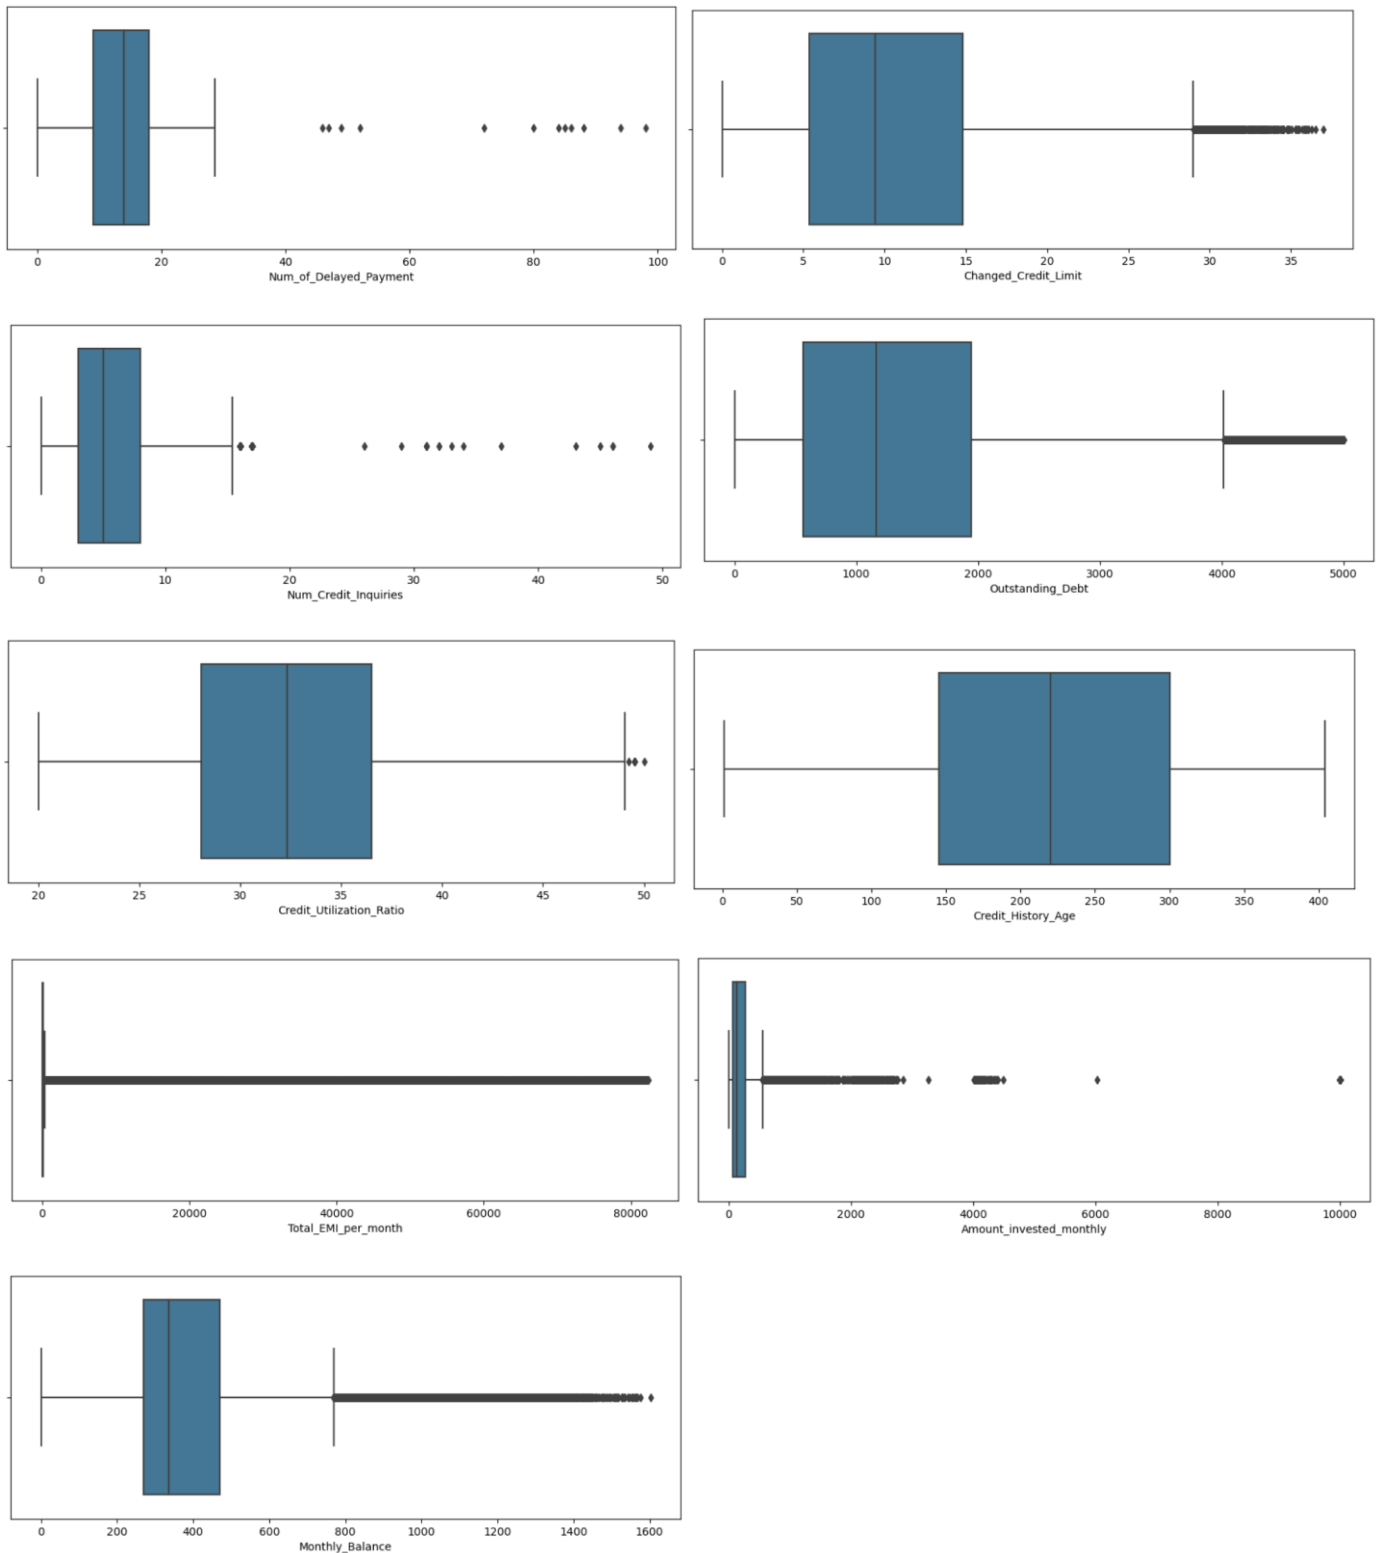 0 20 40 60 80 100
Num_of_Delayed_Payment
0 5 10 15 20 25 30 35
Changed_Credit_Limit
0 10 20 30 40 50
Num_Credit_Inquiries
0 1000 2000 3000 4000 5000
Outstanding_Debt
20 25 30 35 40 45 50
Credit_Utilization_Ratio
0 50 100 150 200 250 300 350 400
Credit_History_Age
0 20000 40000 60000 80000
Total_EMI_per_month
0 2000 4000 6000 8000 10000
Amount_invested_monthly
0 200 400 600 800 1000 1200 1400 1600
Monthly_Balance